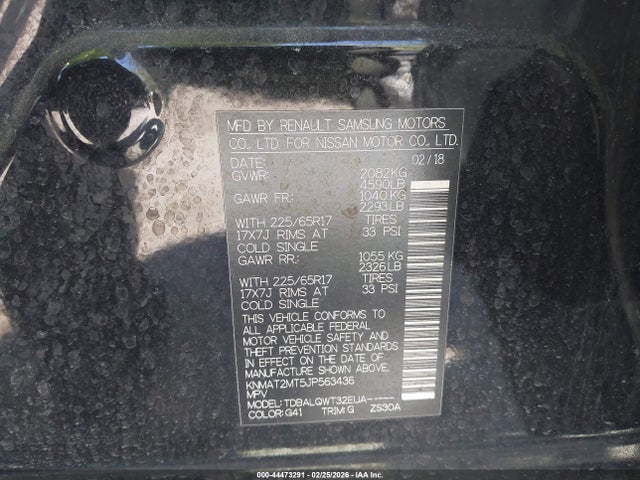 MFD BY RENAULT SAMSUNG MOTORS
CO., LTD. FOR NISSAN MOTOR CO., LTD.
DATE: 02/18
GVWR: 2082KG
4590LB
GAWR FR: 1040KG
2293LB
WITH 225/65R17 TIRES
17X7J RIMS AT 33 PSI
COLD SINGLE
GAWR RR: 1055 KG
2326LB
WITH 225/65R17 TIRES
17X7J RIMS AT 33 PSI
COLD SINGLE
THIS VEHICLE CONFORMS TO
ALL APPLICABLE FEDERAL
MOTOR VEHICLE SAFETY AND
THEFT PREVENTION STANDARDS
IN EFFECT ON THE DATE OF
MANUFACTURE SHOWN ABOVE.
KNMAT2MT5JP563436
MPV
MODEL: TDBALQWT32EUA-----
COLOR: G41 TRIM: G ZS30A
000-44473291 - 02/25/2026 - IAA Inc.